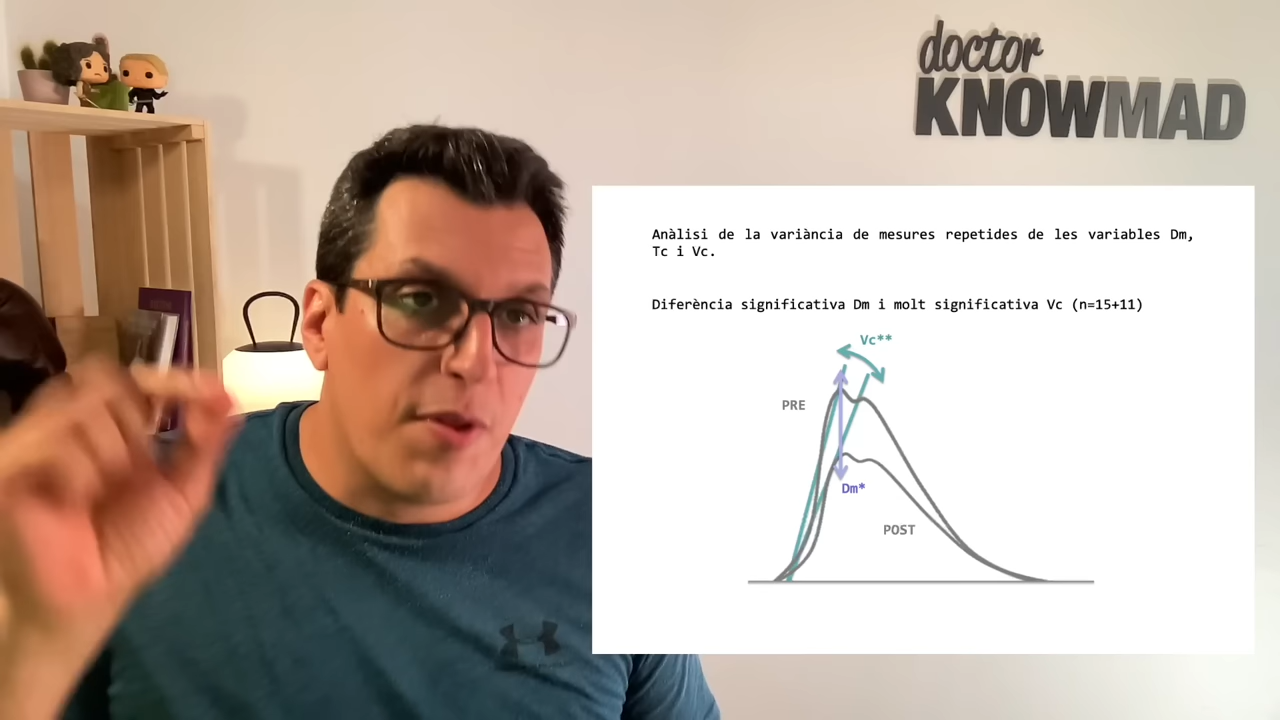 doctor
KNOWMAD
Anàlisi de la variància de mesures repetides de les variables Dm,
Tc i Vc.
Diferència significativa Dm i molt significativa Vc (n=15+11)
Vc**
PRE
Dm*
POST